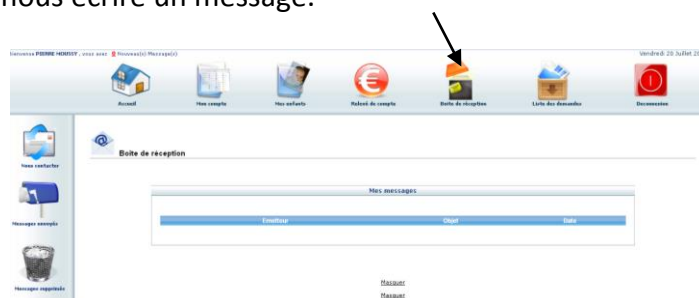 nous écrire un message.
Bienvenue PIERRE, vous avez 0 Nouveau(x) Message(s)
Vendredi 20 Juillet 20
Accueil
Mon compte
Mes enfants
Relevé de compte
Boite de réception
Liste des demandes
Deconnexion
Nous contacter
Boite de réception
Mes messages
Messages envoyés
Emetteur Objet Date
Messages supprimés
Masquer
Masquer